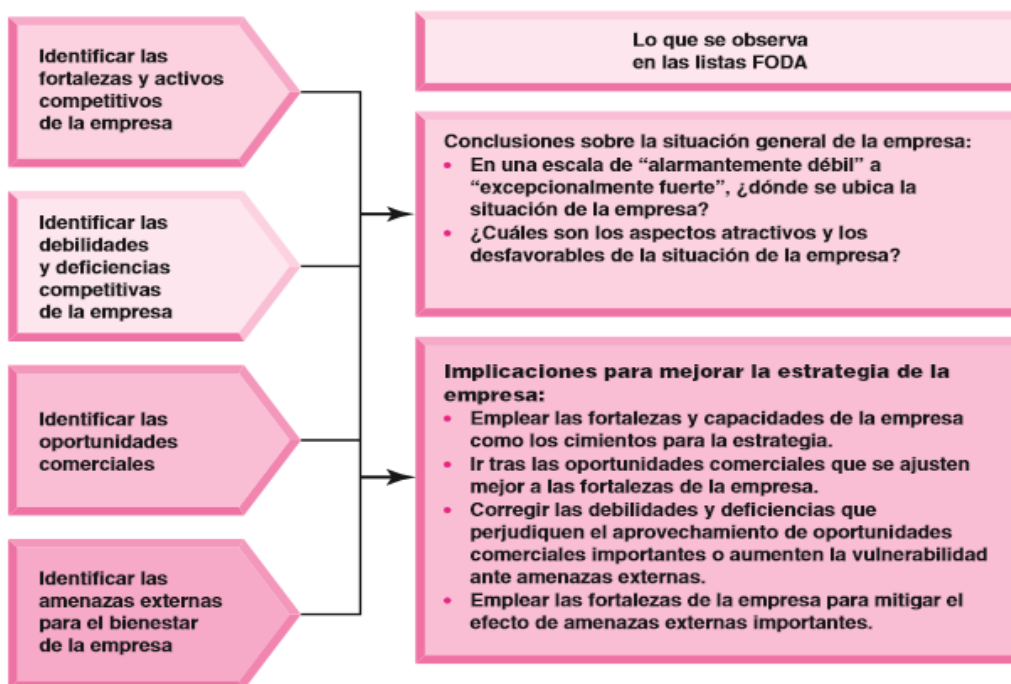 Identificar las
fortalezas y activos
competitivos
de la empresa
Identificar las
debilidades
y deficiencias
competitivas
de la empresa
Identificar las
oportunidades
comerciales
Identificar las
amenazas externas
para el bienestar
de la empresa
Lo que se observa
en las listas FODA
Conclusiones sobre la situación general de la empresa:
• En una escala de “alarmantemente débil” a
“excepcionalmente fuerte”, ¿dónde se ubica la
situación de la empresa?
• ¿Cuáles son los aspectos atractivos y los
desfavorables de la situación de la empresa?
Implicaciones para mejorar la estrategia de la
empresa:
• Emplear las fortalezas y capacidades de la empresa
como los cimientos para la estrategia.
• Ir tras las oportunidades comerciales que se ajusten
mejor a las fortalezas de la empresa.
• Corregir las debilidades y deficiencias que
perjudiquen el aprovechamiento de oportunidades
comerciales importantes o aumenten la vulnerabilidad
ante amenazas externas.
• Emplear las fortalezas de la empresa para mitigar el
efecto de amenazas externas importantes.